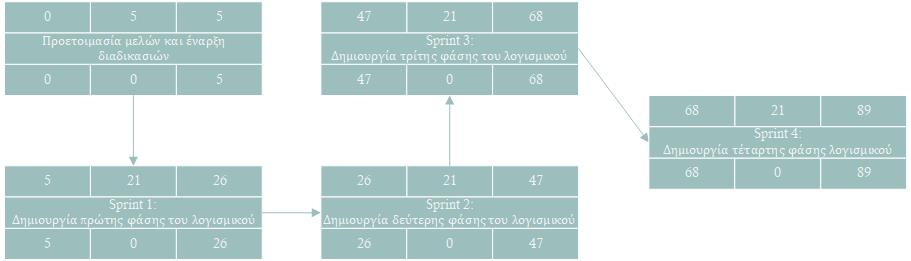 0 5 5
Προετοιμασία μελών και έναρξη
διαδικασιών
0 0 5
5 21 26
Sprint 1:
Δημιουργία πρώτης φάσης του λογισμικού
5 0 26
26 21 47
Sprint 2:
Δημιουργία δεύτερης φάσης του λογισμικού
26 0 47
47 21 68
Sprint 3:
Δημιουργία τρίτης φάσης του λογισμικού
47 0 68
68 21 89
Sprint 4:
Δημιουργία τέταρτης φάσης λογισμικού
68 0 89